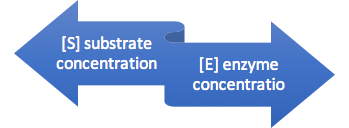 [S] substrate
concentration
[E] enzyme
concentratio